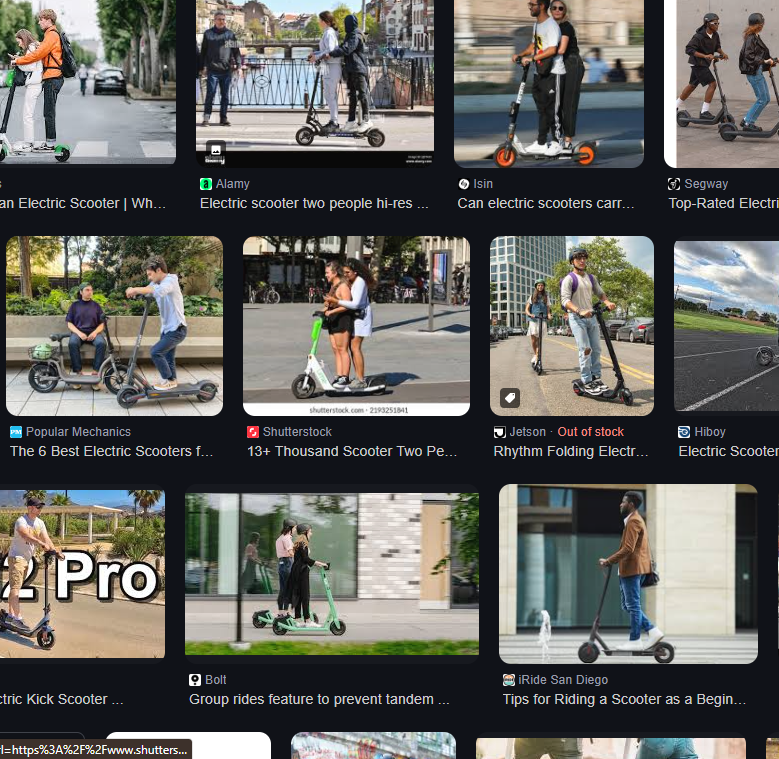 s
Alamy
Isin
Segway
an Electric Scooter | Wh...
Electric scooter two people hi-res ...
Can electric scooters carr...
Top-Rated Electri
shutterstock.com · 2193251841
Popular Mechanics
Shutterstock
Jetson · Out of stock
Hiboy
The 6 Best Electric Scooters f...
13+ Thousand Scooter Two Pe...
Rhythm Folding Electr...
Electric Scooter
2 Pro
Bolt
iRide San Diego
ctric Kick Scooter ...
Group rides feature to prevent tandem ...
Tips for Riding a Scooter as a Begin...
rl=https%3A%2F%2Fwww.shutters...